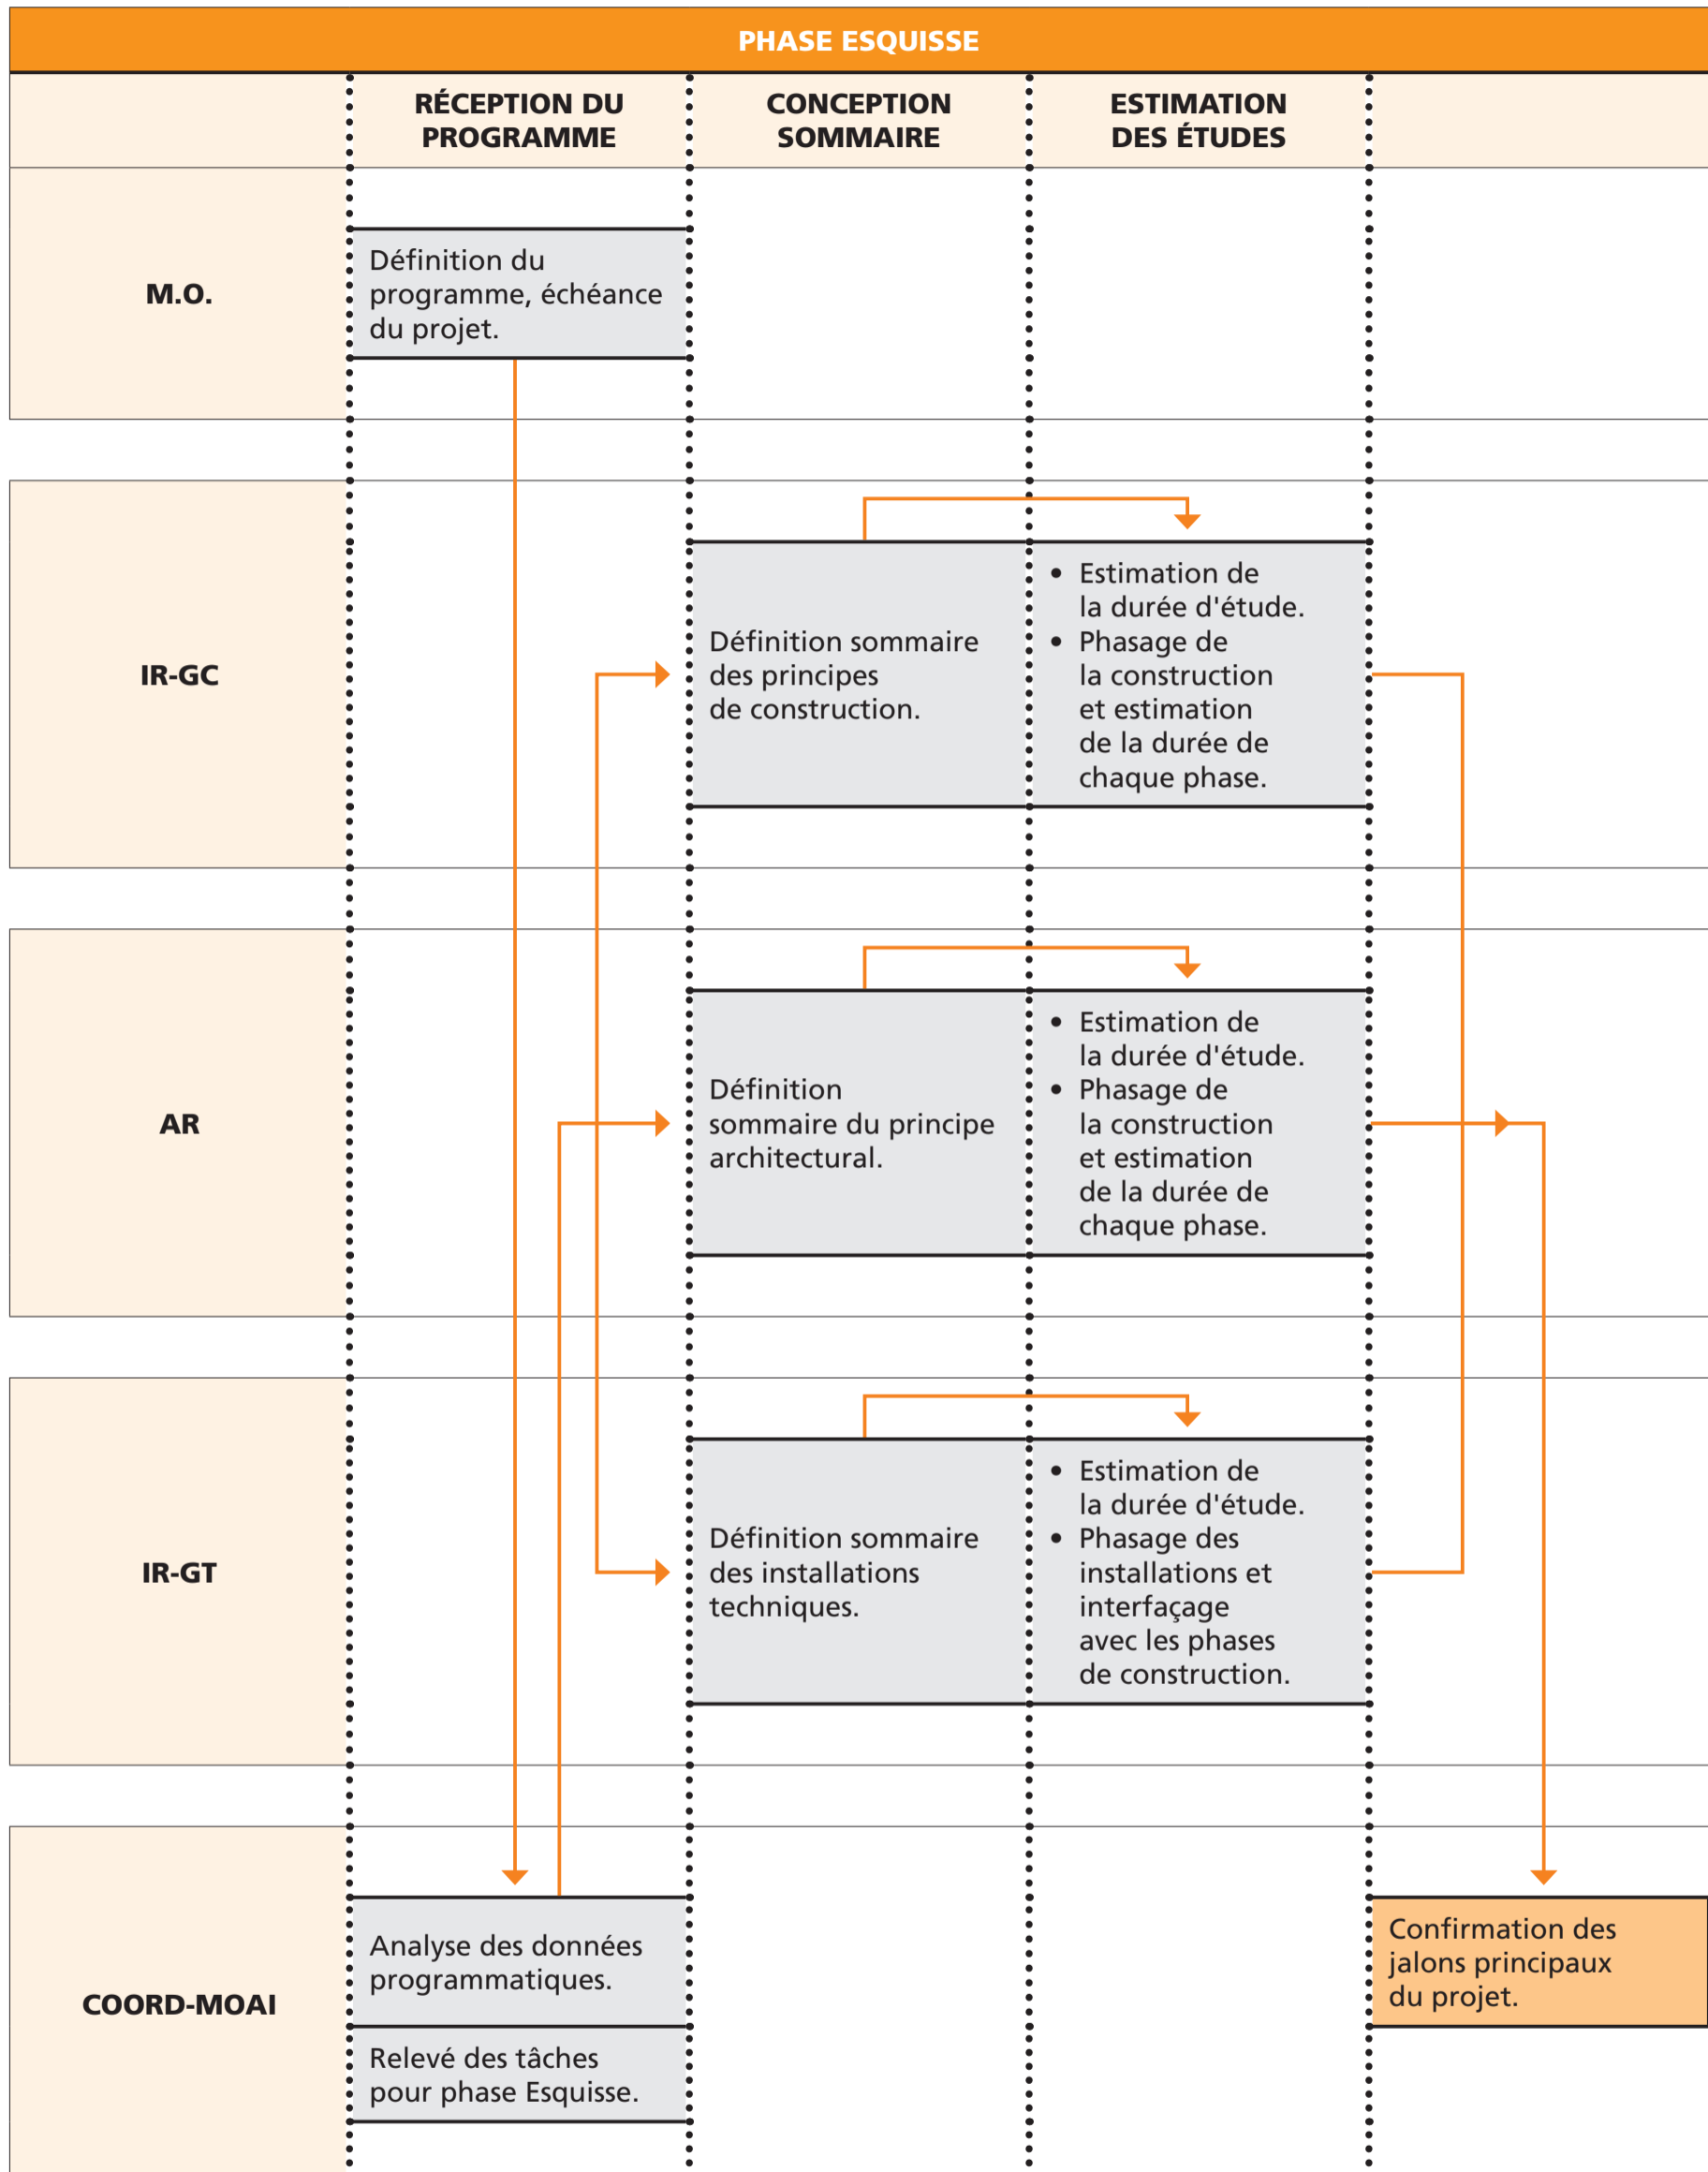 PHASE ESQUISSE
RÉCEPTION DU
PROGRAMME
CONCEPTION
SOMMAIRE
ESTIMATION
DES ÉTUDES
M.O.
Définition du
programme, échéance
du projet.
IR-GC
Définition sommaire
des principes
de construction.
• Estimation de
la durée d'étude.
• Phasage de
la construction
et estimation
de la durée de
chaque phase.
AR
Définition
sommaire du principe
architectural.
• Estimation de
la durée d'étude.
• Phasage de
la construction
et estimation
de la durée de
chaque phase.
IR-GT
Définition sommaire
des installations
techniques.
• Estimation de
la durée d'étude.
• Phasage des
installations et
interfaçage
avec les phases
de construction.
COORD-MOAI
Analyse des données
programmatiques.
Relevé des tâches
pour phase Esquisse.
Confirmation des
jalons principaux
du projet.